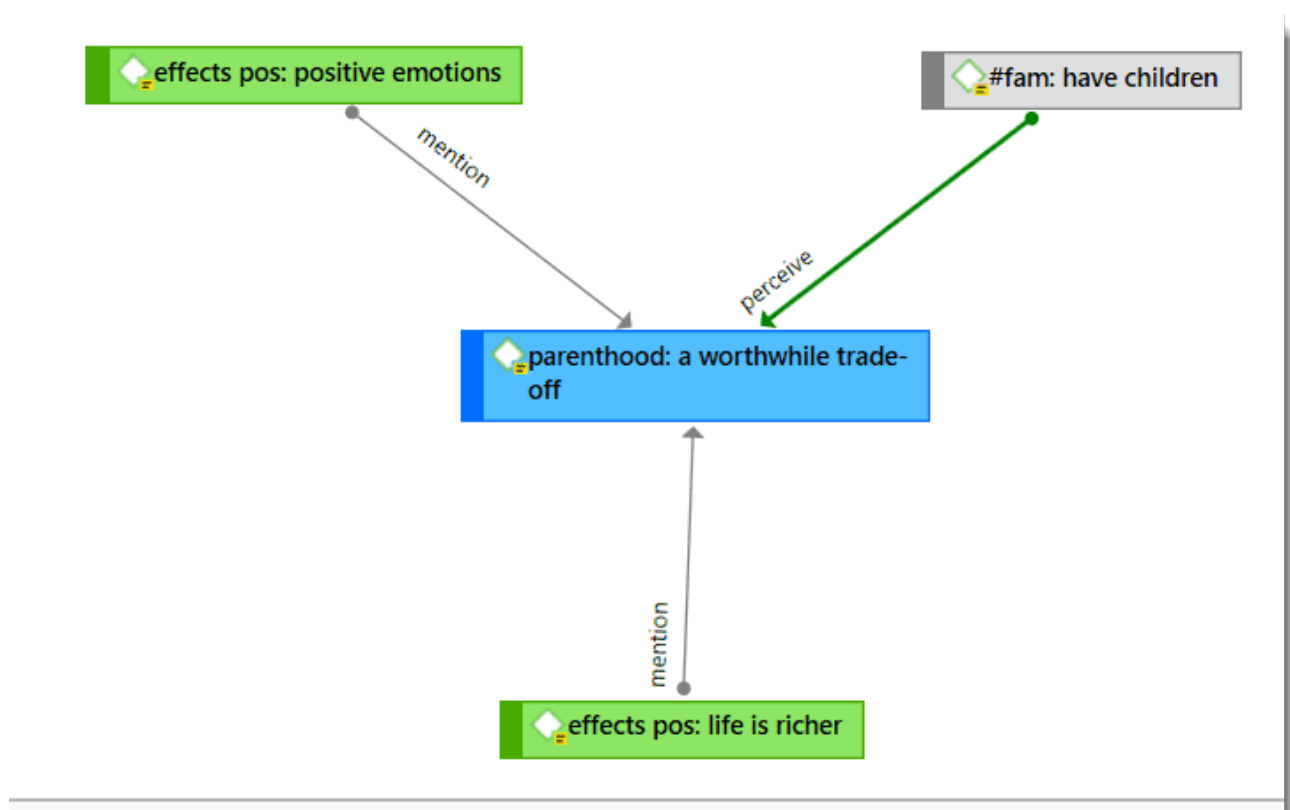 effects pos: positive emotions
#fam: have children
mention
perceive
parenthood: a worthwhile trade-
off
mention
effects pos: life is richer